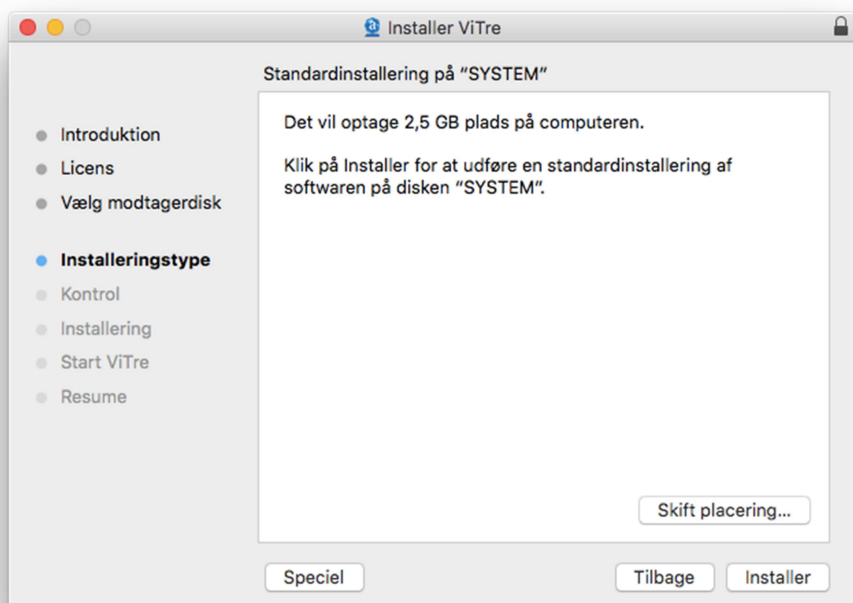 Installer ViTre
Standardinstallering på “SYSTEM”
Introduktion
Licens
Vælg modtagerdisk
Installeringstype
Kontrol
Installering
Start ViTre
Resume
Det vil optage 2,5 GB plads på computeren.
Klik på Installer for at udføre en standardinstallering af
softwaren på disken “SYSTEM”.
Skift placering...
Speciel
Tilbage
Installer